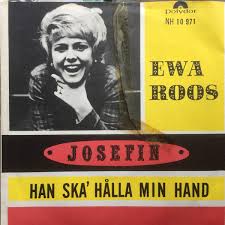 Polydor
NH 10 971
EWA
ROOS
JOSEFIN
HAN SKA' HÅLLA MIN HAND